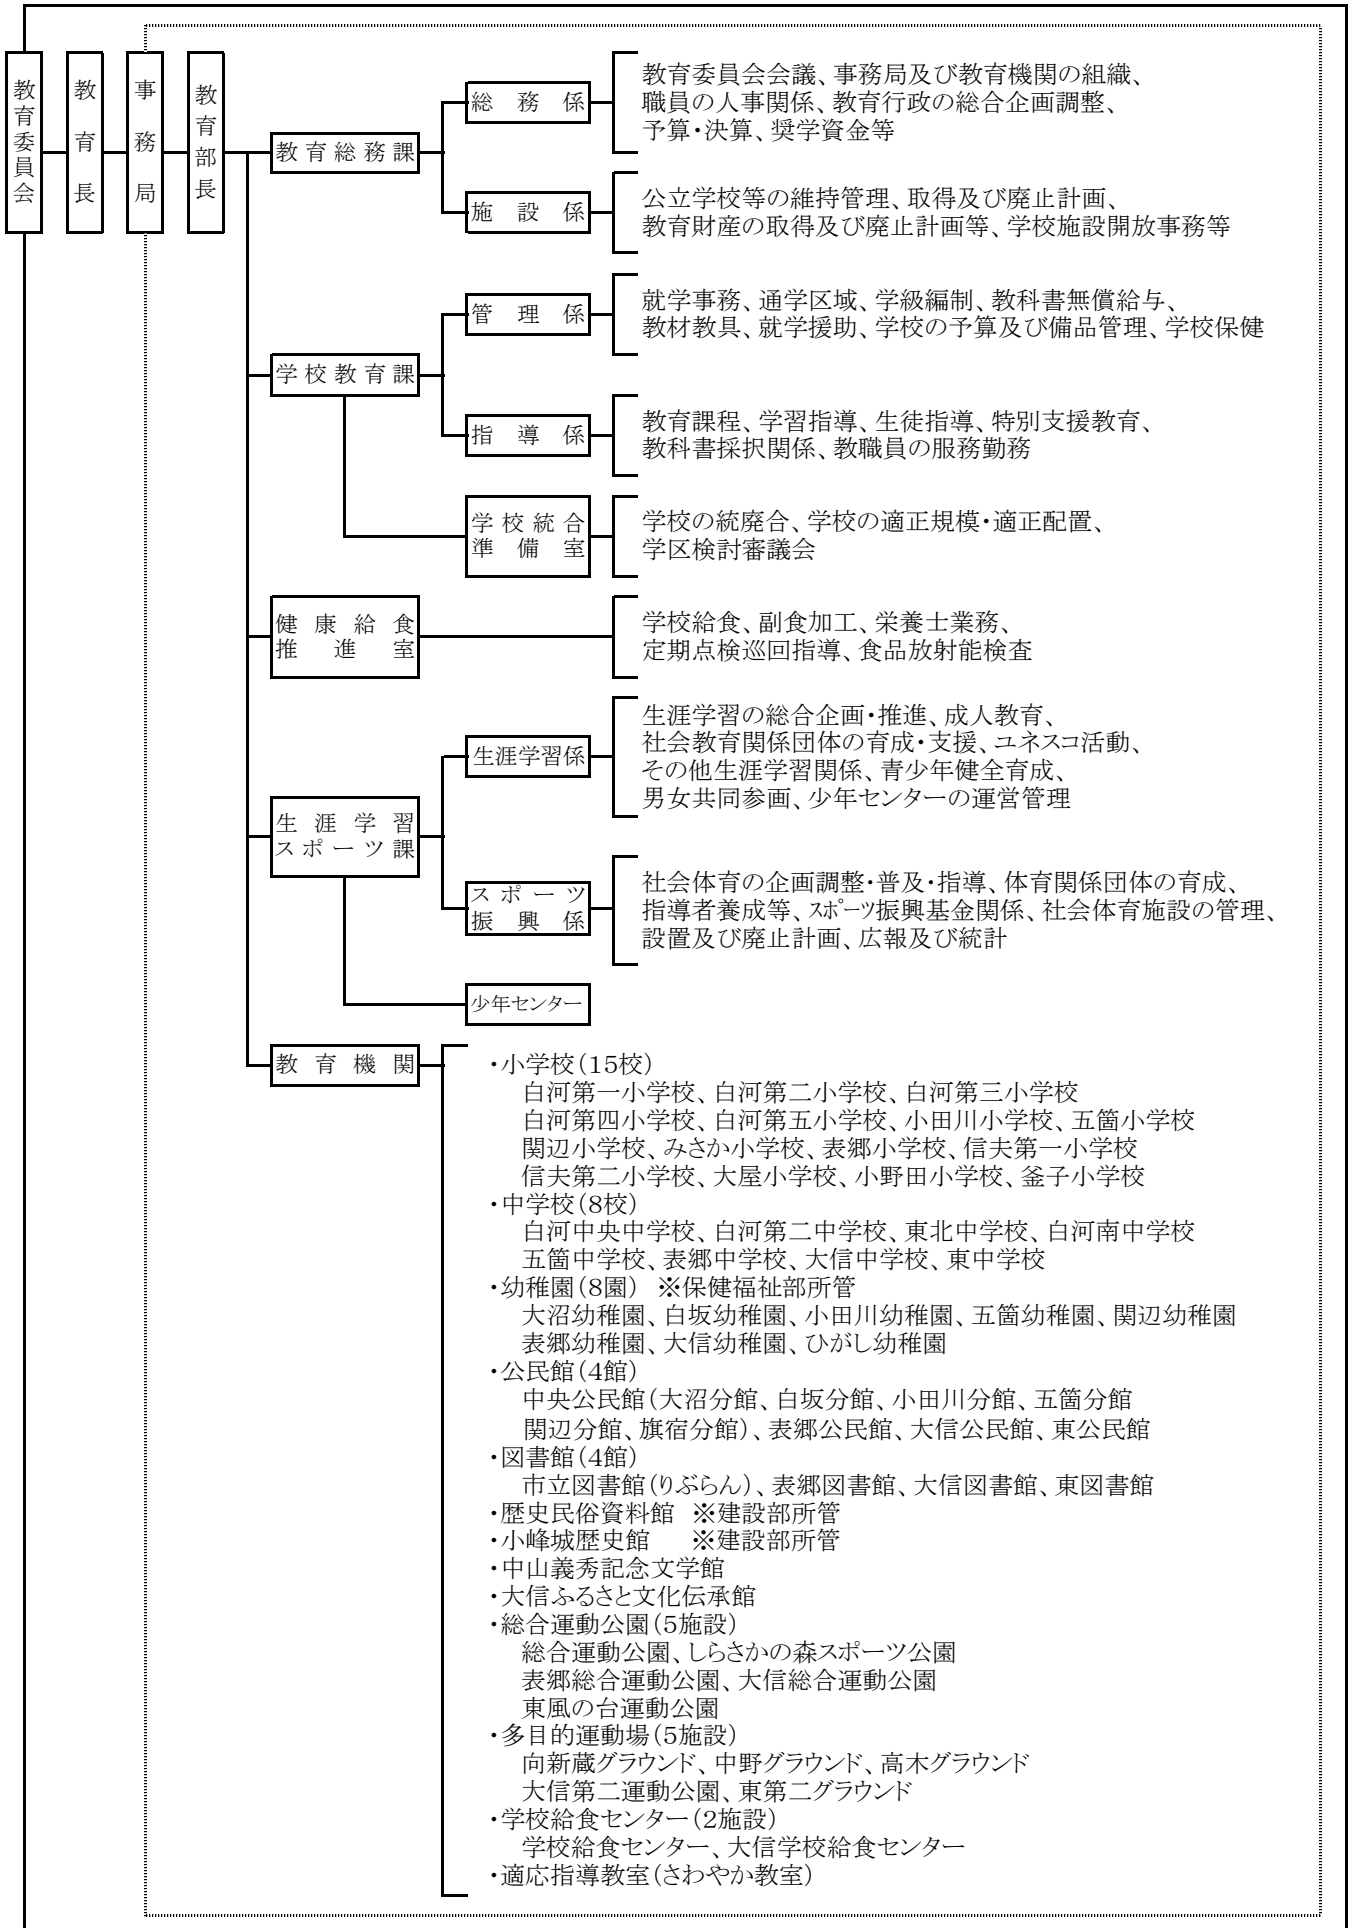 教育委員会
教育長
事務局
教育部長
教育総務課
総務係
教育委員会会議、事務局及び教育機関の組織、
職員の人事関係、教育行政の総合企画調整、
予算・決算、奨学資金等
施設係
公立学校等の維持管理、取得及び廃止計画、
教育財産の取得及び廃止計画等、学校施設開放事務等
学校教育課
管理係
就学事務、通学区域、学級編制、教科書無償給与、
教材教具、就学援助、学校の予算及び備品管理、学校保健
指導係
教育課程、学習指導、生徒指導、特別支援教育、
教科書採択関係、教職員の服務勤務
学校統合
準備室
学校の統廃合、学校の適正規模・適正配置、
学区検討審議会
健康給食
推進室
学校給食、副食加工、栄養士業務、
定期点検巡回指導、食品放射能検査
生涯学習
スポーツ課
生涯学習係
生涯学習の総合企画・推進、成人教育、
社会教育関係団体の育成・支援、ユネスコ活動、
その他生涯学習関係、青少年健全育成、
男女共同参画、少年センターの運営管理
スポーツ
振興係
社会体育の企画調整・普及・指導、体育関係団体の育成、
指導者養成等、スポーツ振興基金関係、社会体育施設の管理、
設置及び廃止計画、広報及び統計
少年センター
教育機関
・小学校(15校)
白河第一小学校、白河第二小学校、白河第三小学校
白河第四小学校、白河第五小学校、小田川小学校、五箇小学校
関辺小学校、みさか小学校、表郷小学校、信夫第一小学校
信夫第二小学校、大屋小学校、小野田小学校、釜子小学校
・中学校(8校)
白河中央中学校、白河第二中学校、東北中学校、白河南中学校
五箇中学校、表郷中学校、大信中学校、東中学校
・幼稚園(8園) ※保健福祉部所管
大沼幼稚園、白坂幼稚園、小田川幼稚園、五箇幼稚園、関辺幼稚園
表郷幼稚園、大信幼稚園、ひがし幼稚園
・公民館(4館)
中央公民館(大沼分館、白坂分館、小田川分館、五箇分館
関辺分館、旗宿分館)、表郷公民館、大信公民館、東公民館
・図書館(4館)
市立図書館(りぶらん)、表郷図書館、大信図書館、東図書館
・歴史民俗資料館 ※建設部所管
・小峰城歴史館 ※建設部所管
・中山義秀記念文学館
・大信ふるさと文化伝承館
・総合運動公園(5施設)
総合運動公園、しらさかの森スポーツ公園
表郷総合運動公園、大信総合運動公園
東風の台運動公園
・多目的運動場(5施設)
向新蔵グラウンド、中野グラウンド、高木グラウンド
大信第二運動公園、東第二グラウンド
・学校給食センター(2施設)
学校給食センター、大信学校給食センター
・適応指導教室(さわやか教室)